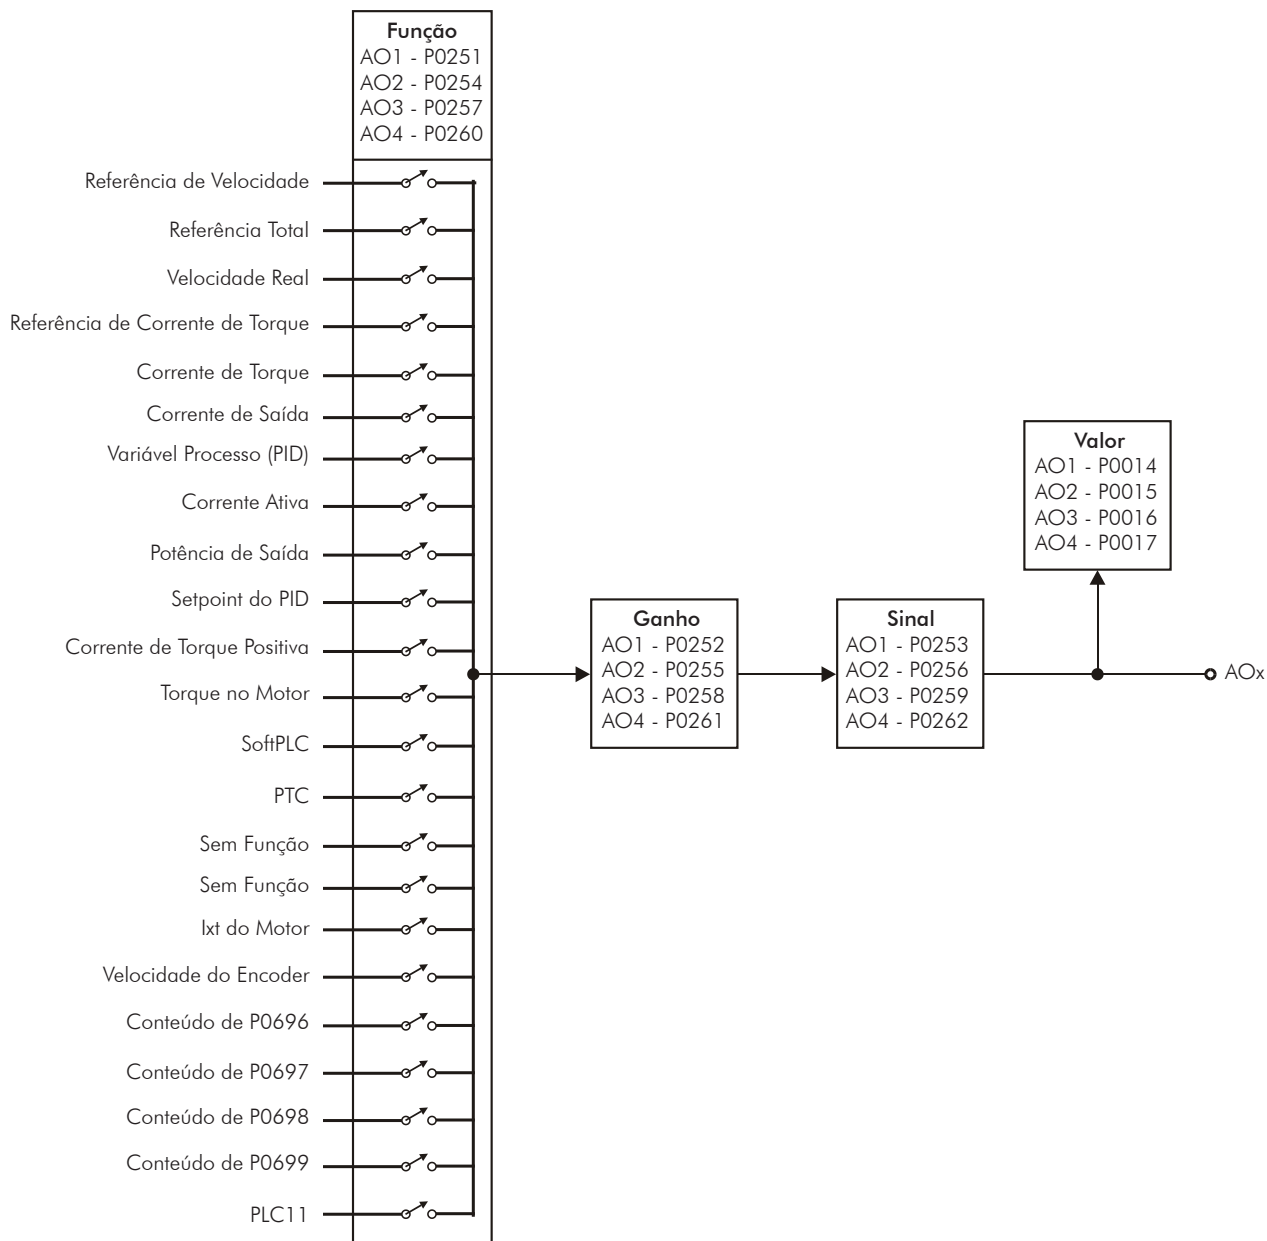 Função
AO1 - P0251
AO2 - P0254
AO3 - P0257
AO4 - P0260
Referência de Velocidade
Referência Total
Velocidade Real
Referência de Corrente de Torque
Corrente de Torque
Corrente de Saída
Variável Processo (PID)
Corrente Ativa
Potência de Saída
Setpoint do PID
Corrente de Torque Positiva
Torque no Motor
SoftPLC
PTC
Sem Função
Sem Função
Ixt do Motor
Velocidade do Encoder
Conteúdo de P0696
Conteúdo de P0697
Conteúdo de P0698
Conteúdo de P0699
PLC11
Ganho
AO1 - P0252
AO2 - P0255
AO3 - P0258
AO4 - P0261
Sinal
AO1 - P0253
AO2 - P0256
AO3 - P0259
AO4 - P0262
Valor
AO1 - P0014
AO2 - P0015
AO3 - P0016
AO4 - P0017
AOx